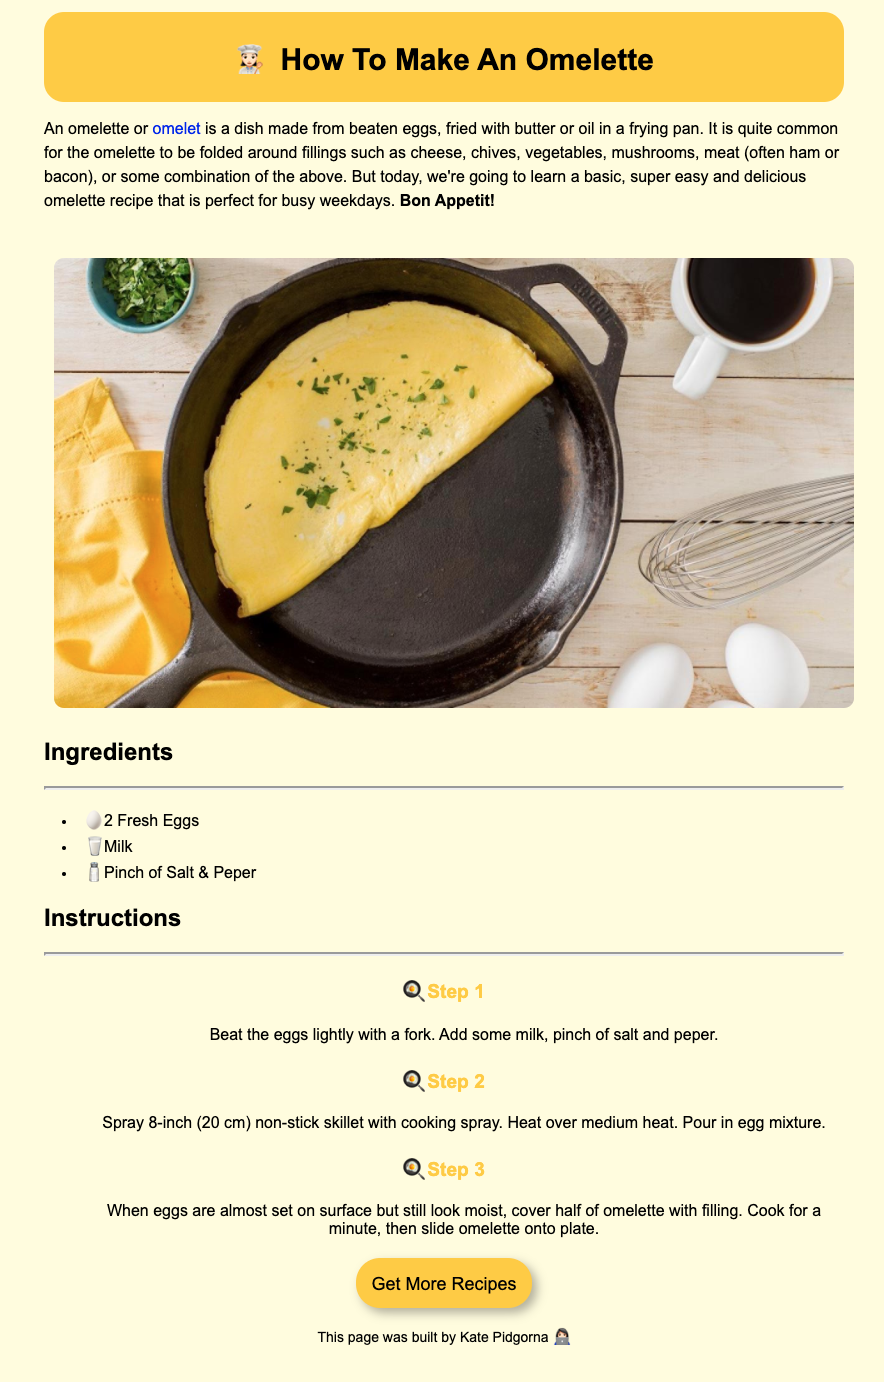 How To Make An Omelette
An omelette or omelet is a dish made from beaten eggs, fried with butter or oil in a frying pan. It is quite common
for the omelette to be folded around fillings such as cheese, chives, vegetables, mushrooms, meat (often ham or
bacon), or some combination of the above. But today, we're going to learn a basic, super easy and delicious
omelette recipe that is perfect for busy weekdays. Bon Appetit!
Ingredients
2 Fresh Eggs
Milk
Pinch of Salt & Peper
Instructions
Step 1
Beat the eggs lightly with a fork. Add some milk, pinch of salt and peper.
Step 2
Spray 8-inch (20 cm) non-stick skillet with cooking spray. Heat over medium heat. Pour in egg mixture.
Step 3
When eggs are almost set on surface but still look moist, cover half of omelette with filling. Cook for a
minute, then slide omelette onto plate.
Get More Recipes
This page was built by Kate Pidgorna